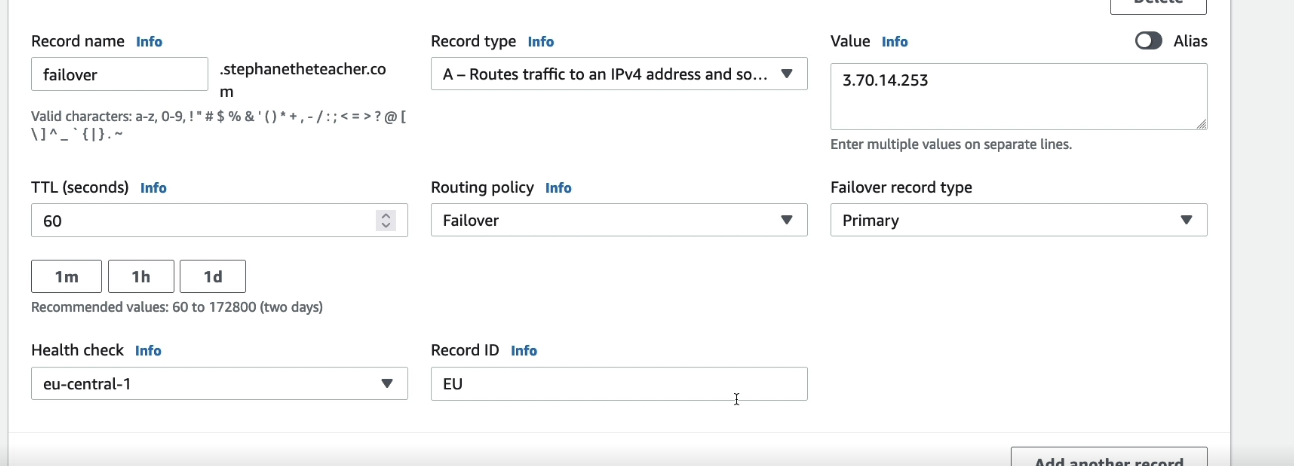 Delete
Record name Info
failover
.stephanetheteacher.co
m
Valid characters: a-z, 0-9, ! " # $ % & ' ( ) * + , - / : ; < = > ? @ [
\ ] ^ _ ` { | } . ~
Record type Info
A – Routes traffic to an IPv4 address and so...
Value Info
Alias
3.70.14.253
Enter multiple values on separate lines.
TTL (seconds) Info
60
1m 1h 1d
Recommended values: 60 to 172800 (two days)
Routing policy Info
Failover
Failover record type
Primary
Health check Info
eu-central-1
Record ID Info
EU
Add another record